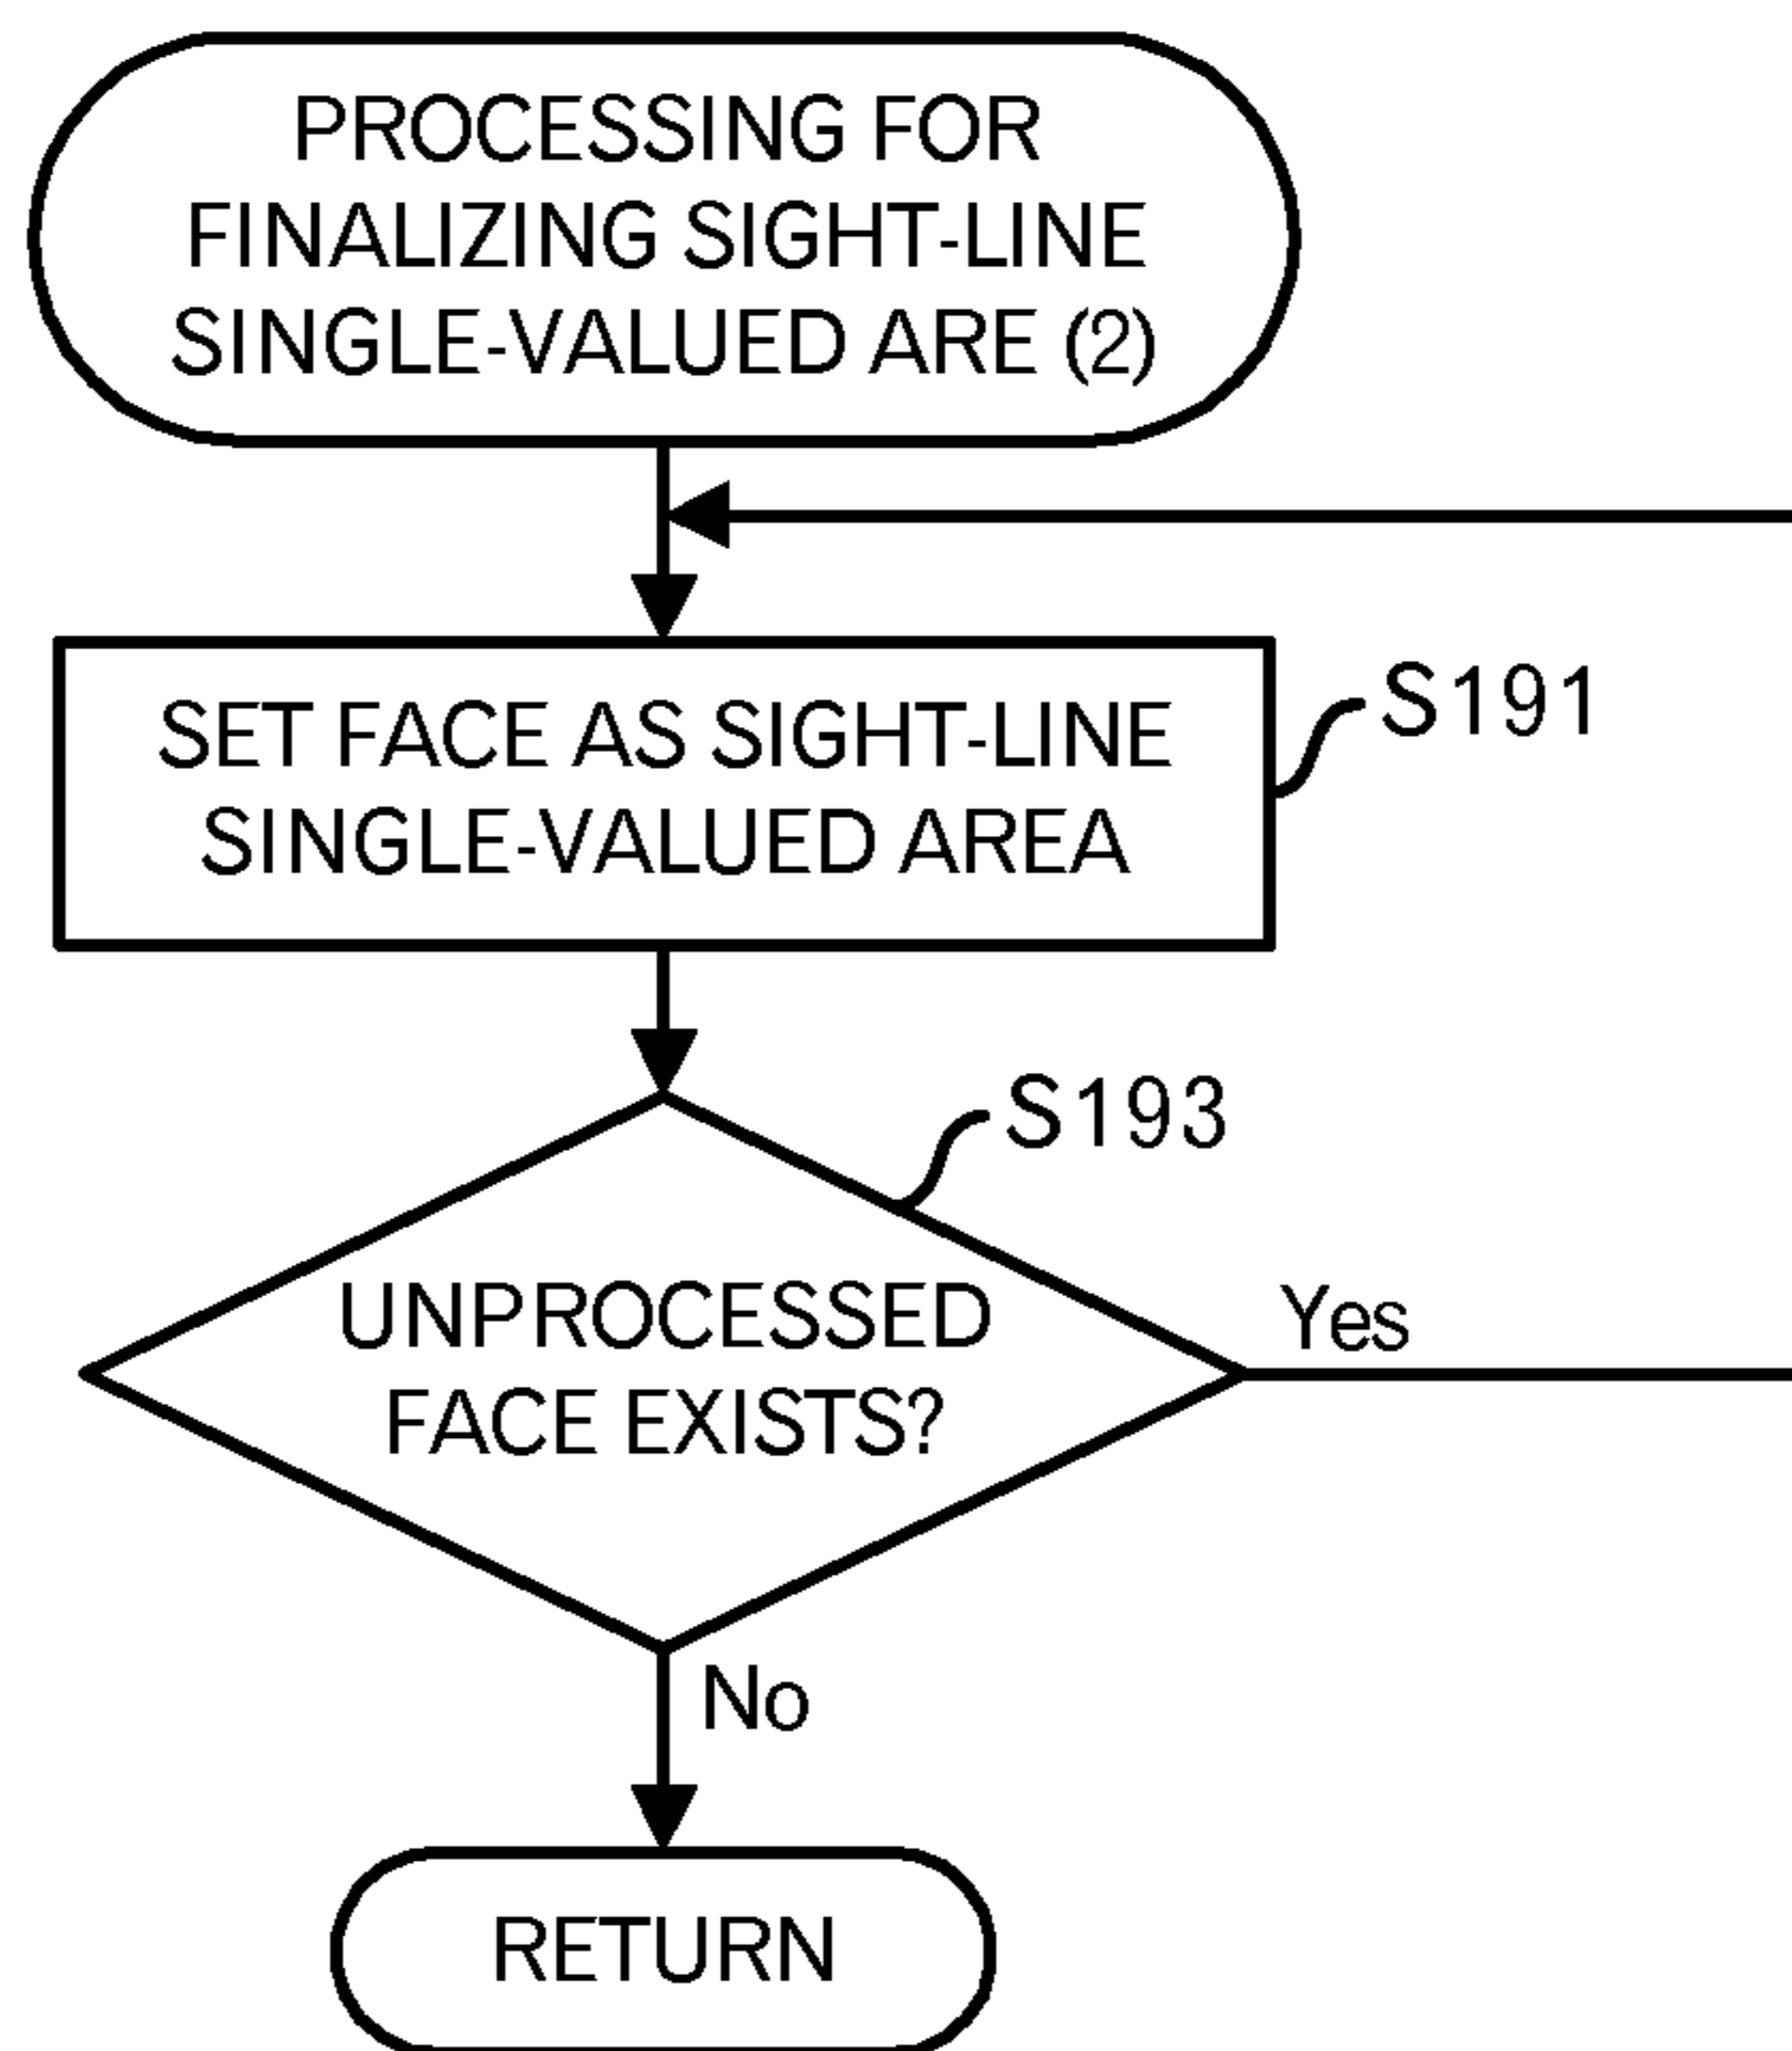 PROCESSING FOR
FINALIZING SIGHT-LINE
SINGLE-VALUED ARE (2)
SET FACE AS SIGHT-LINE
SINGLE-VALUED AREA
S191
S193
UNPROCESSED
FACE EXISTS?
Yes
No
RETURN